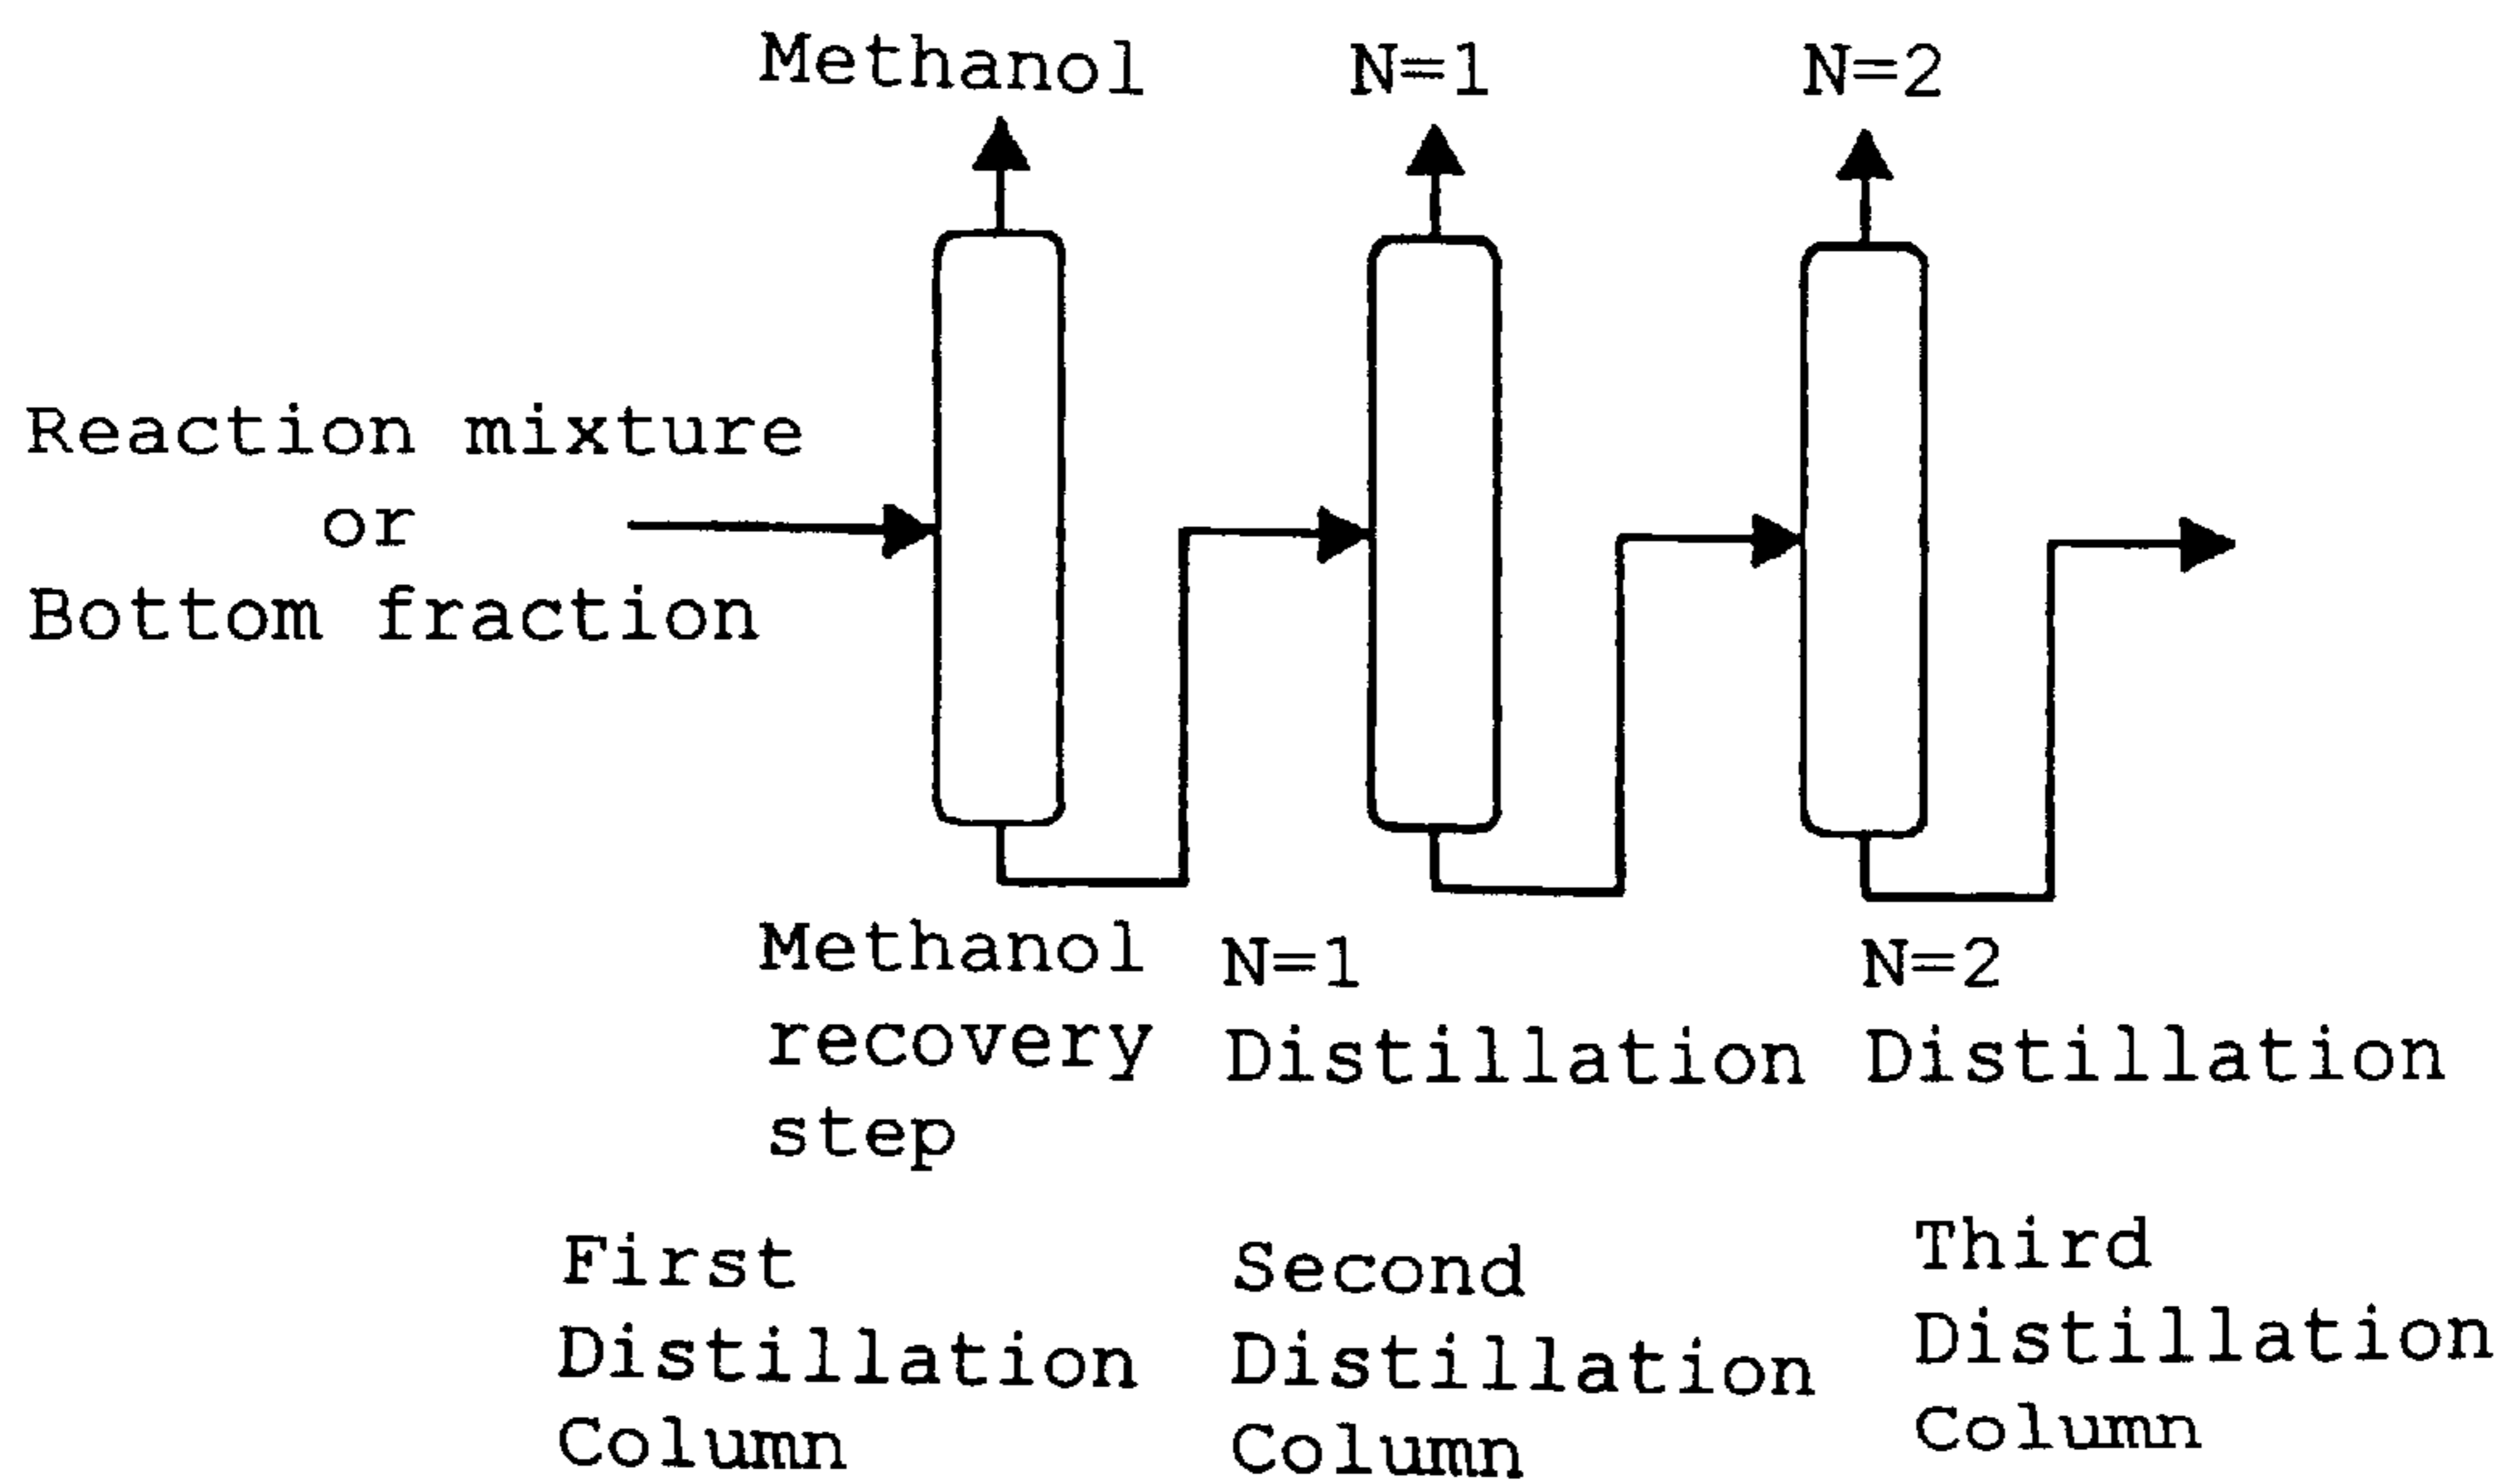 Methanol
N=1
N=2
Reaction mixture
or
Bottom fraction
Methanol
recovery
step
N=1
Distillation
N=2
Distillation
First
Distillation
Column
Second
Distillation
Column
Third
Distillation
Column